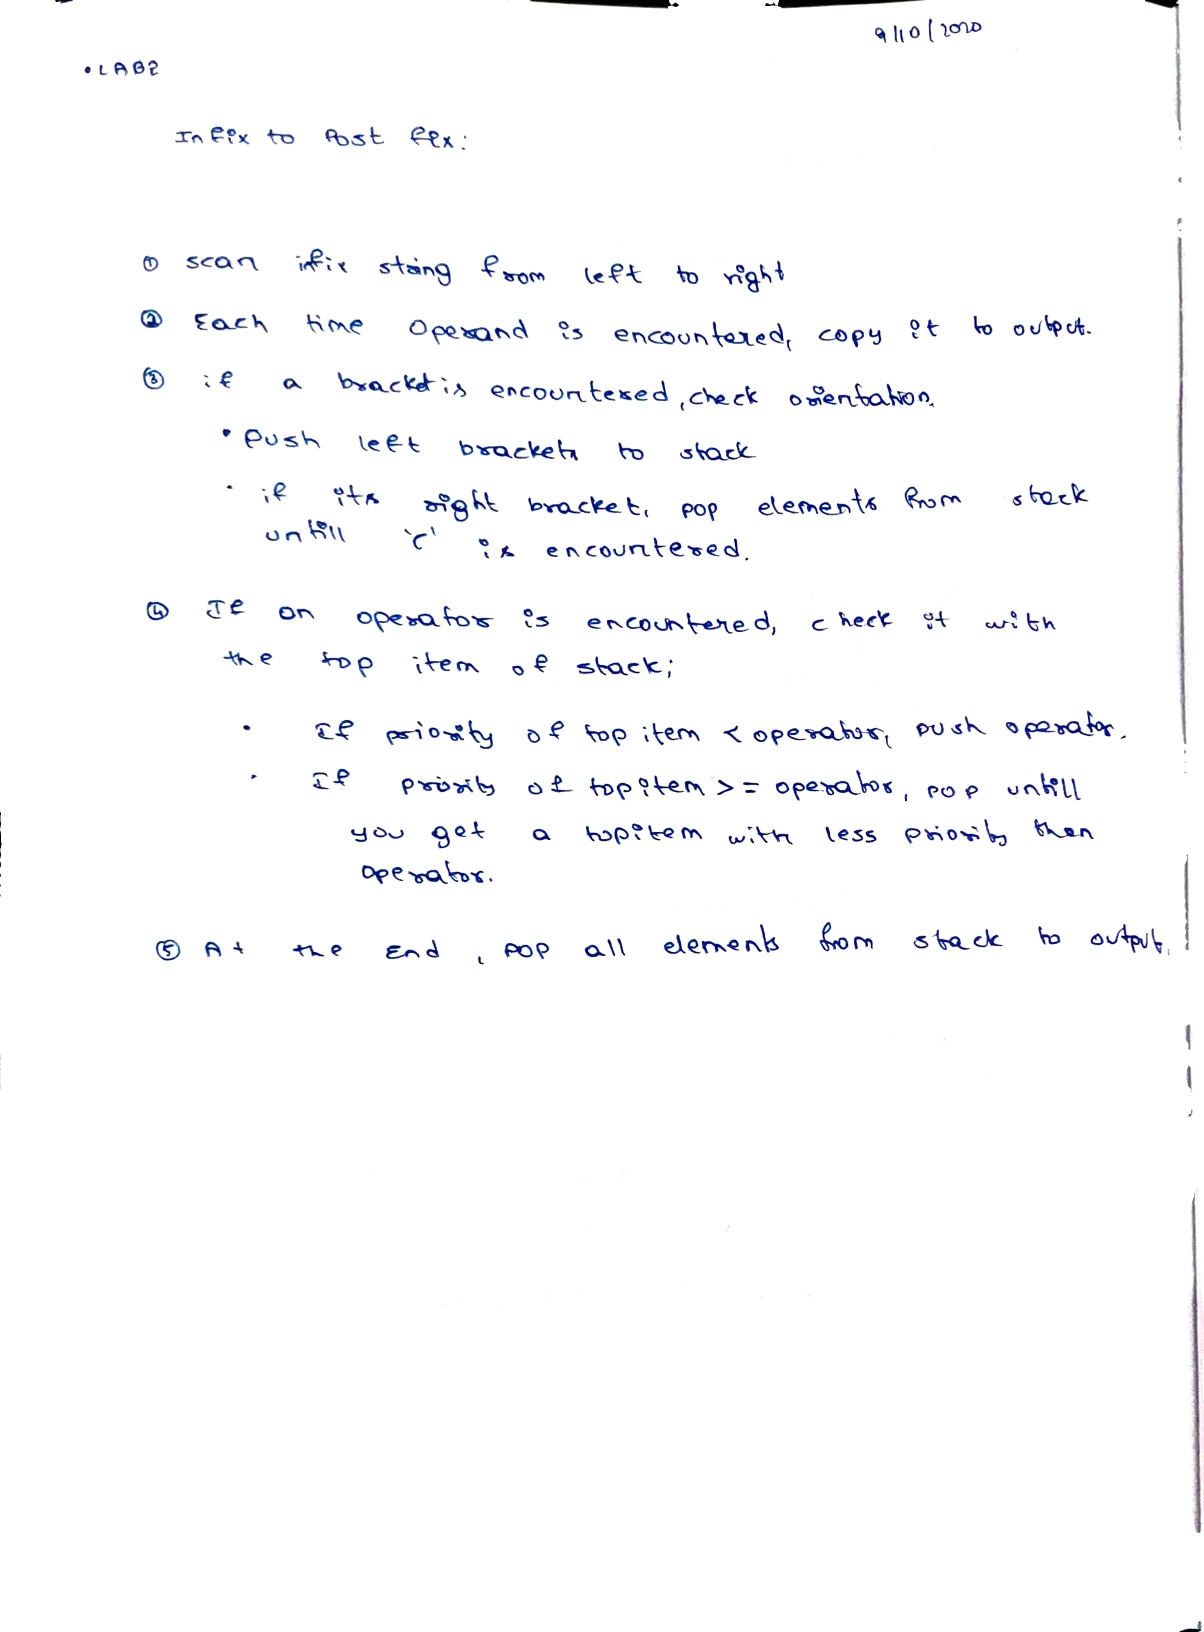 9/10/2020
• LAB2
Infix to Post fix:
① scan infix string from left to right
② Each time operand is encountered, copy it to output.
③ if a bracket is encountered, check orientation.
• Push left brackets to stack
• if its right bracket, pop elements from stack
untill '(' is encountered.
④ If an operator is encountered, check it with
the top item of stack;
• If priority of top item < operator, push operator.
• If priority of top item >= operator, pop untill
you get a top item with less priority than
operator.
⑤ At the End, pop all elements from stack to output.